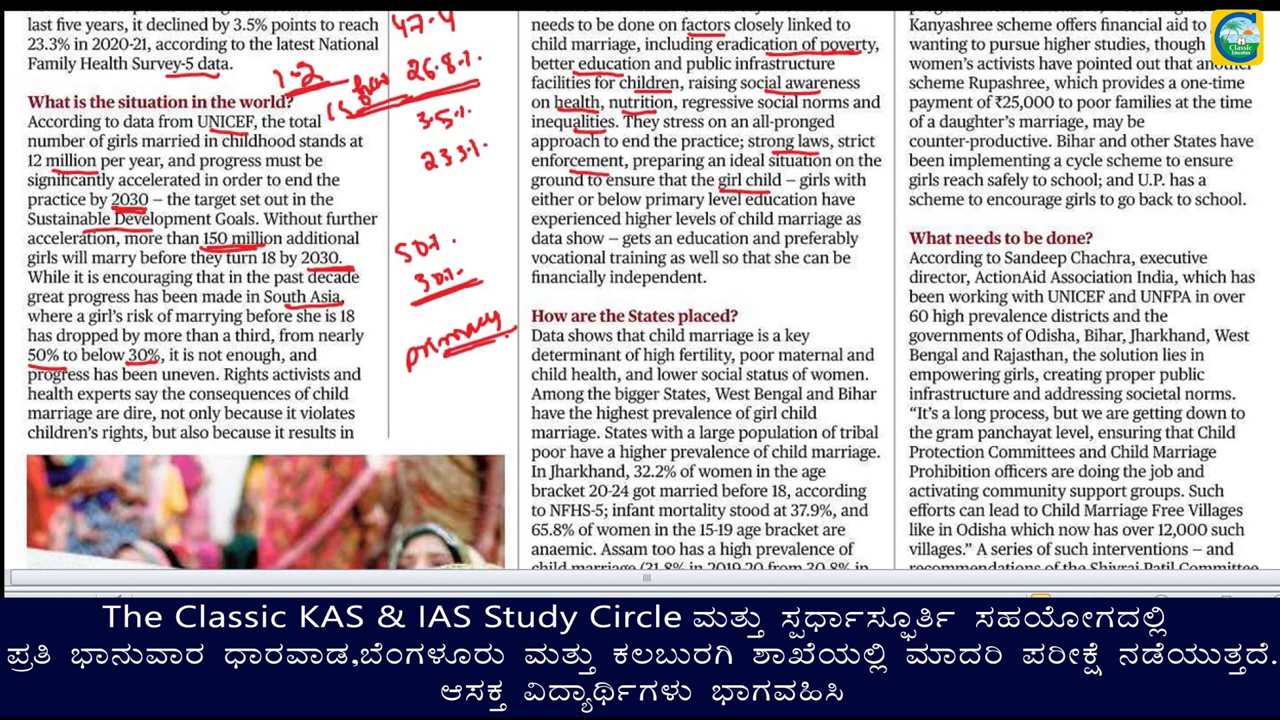 last five years, it declined by 3.5% points to reach
23.3% in 2020-21, according to the latest National
Family Health Survey-5 data.
What is the situation in the world?
According to data from UNICEF, the total
number of girls married in childhood stands at
12 million per year, and progress must be
significantly accelerated in order to end the
practice by 2030 – the target set out in the
Sustainable Development Goals. Without further
acceleration, more than 150 million additional
girls will marry before they turn 18 by 2030.
While it is encouraging that in the past decade
great progress has been made in South Asia,
where a girl's risk of marrying before she is 18
has dropped by more than a third, from nearly
50% to below 30%, it is not enough, and
progress has been uneven. Rights activists and
health experts say the consequences of child
marriage are dire, not only because it violates
children's rights, but also because it results in
47.4
1.2
26.8%.
3.5%.
50%.
30%.
primacy
needs to be done on factors closely linked to
child marriage, including eradication of poverty,
better education and public infrastructure
facilities for children, raising social awareness
on health, nutrition, regressive social norms and
inequalities. They stress on an all-pronged
approach to end the practice; strong laws, strict
enforcement, preparing an ideal situation on the
ground to ensure that the girl child – girls with
either or below primary level education have
experienced higher levels of child marriage as
data show – gets an education and preferably
vocational training as well so that she can be
financially independent.
How are the States placed?
Data shows that child marriage is a key
determinant of high fertility, poor maternal and
child health, and lower social status of women.
Among the bigger States, West Bengal and Bihar
have the highest prevalence of girl child
marriage. States with a large population of tribal
poor have a higher prevalence of child marriage.
In Jharkhand, 32.2% of women in the age
bracket 20-24 got married before 18, according
to NFHS-5; infant mortality stood at 37.9%, and
65.8% of women in the 15-19 age bracket are
anaemic. Assam too has a high prevalence of
child marriage (31.8% in 2019-20 from 30.8% in
Kanyashree scheme offers financial aid to
wanting to pursue higher studies, though
women's activists have pointed out that another
scheme Rupashree, which provides a one-time
payment of ₹25,000 to poor families at the time
of a daughter's marriage, may be
counter-productive. Bihar and other States have
been implementing a cycle scheme to ensure
girls reach safely to school; and U.P. has a
scheme to encourage girls to go back to school.
What needs to be done?
According to Sandeep Chachra, executive
director, ActionAid Association India, which has
been working with UNICEF and UNFPA in over
60 high prevalence districts and the
governments of Odisha, Bihar, Jharkhand, West
Bengal and Rajasthan, the solution lies in
empowering girls, creating proper public
infrastructure and addressing societal norms.
"It's a long process, but we are getting down to
the gram panchayat level, ensuring that Child
Protection Committees and Child Marriage
Prohibition officers are doing the job and
activating community support groups. Such
efforts can lead to Child Marriage Free Villages
like in Odisha which now has over 12,000 such
villages." A series of such interventions – and
recommendations of the Shivraj Patil Committee
Classic
Education
The Classic KAS & IAS Study Circle ಮತ್ತು ಸ್ಪರ್ಧಾಸ್ಫೂರ್ತಿ ಸಹಯೋಗದಲ್ಲಿ
ಪ್ರತಿ ಭಾನುವಾರ ಧಾರವಾಡ,ಬೆಂಗಳೂರು ಮತ್ತು ಕಲಬುರಗಿ ಶಾಖೆಯಲ್ಲಿ ಮಾದರಿ ಪರೀಕ್ಷೆ ನಡೆಯುತ್ತದೆ.
ಆಸಕ್ತ ವಿದ್ಯಾರ್ಥಿಗಳು ಭಾಗವಹಿಸಿ